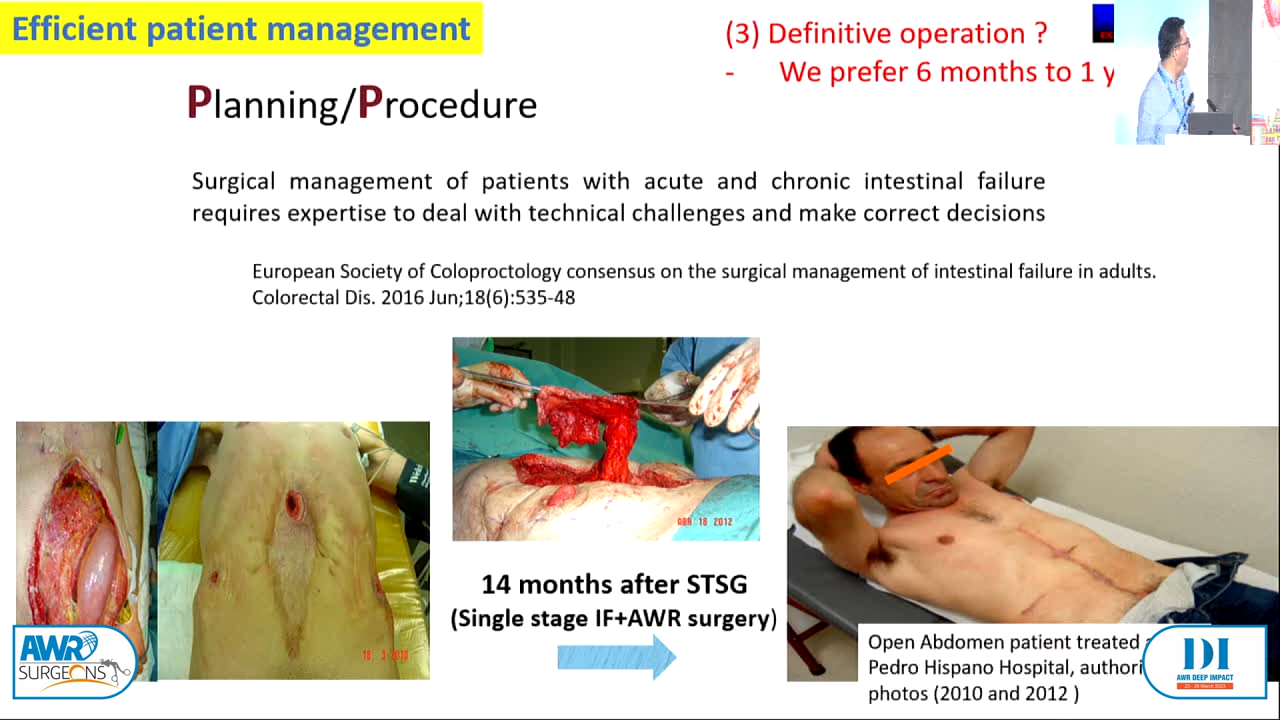 Efficient patient management
(3) Definitive operation ?
- We prefer 6 months to 1 y
Planning/Procedure
Surgical management of patients with acute and chronic intestinal failure
requires expertise to deal with technical challenges and make correct decisions
European Society of Coloproctology consensus on the surgical management of intestinal failure in adults.
Colorectal Dis. 2016 Jun;18(6):535-48
ABR 18 2012
14 months after STSG
(Single stage IF+AWR surgery)
Open Abdomen patient treated
Pedro Hispano Hospital, authori
photos (2010 and 2012 )
AWR
SURGEONS
DI
AWR DEEP IMPACT